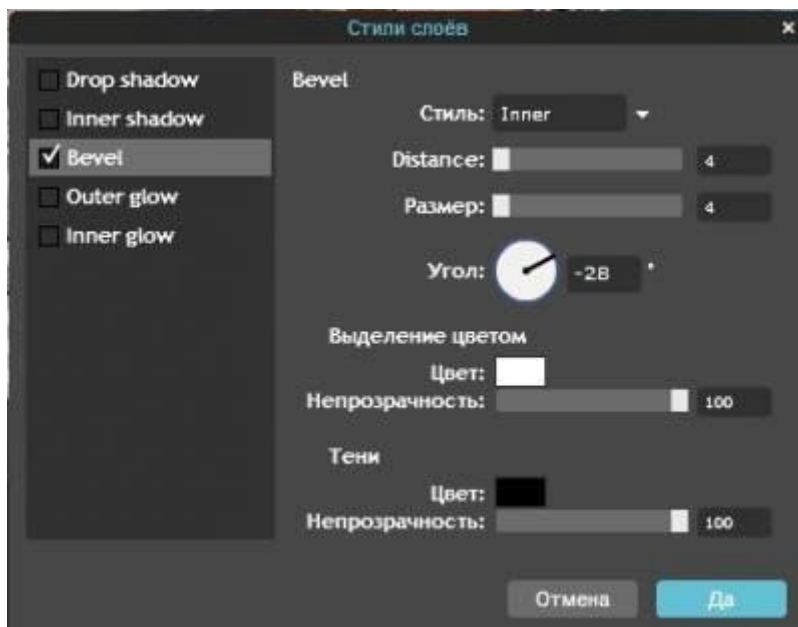 Стили слоёв
Drop shadow
Inner shadow
Bevel
Outer glow
Inner glow
Bevel
Стиль: Inner
Distance: 4
Размер: 4
Угол: -28 °
Выделение цветом
Цвет:
Непрозрачность: 100
Тени
Цвет:
Непрозрачность: 100
Отмена
Да